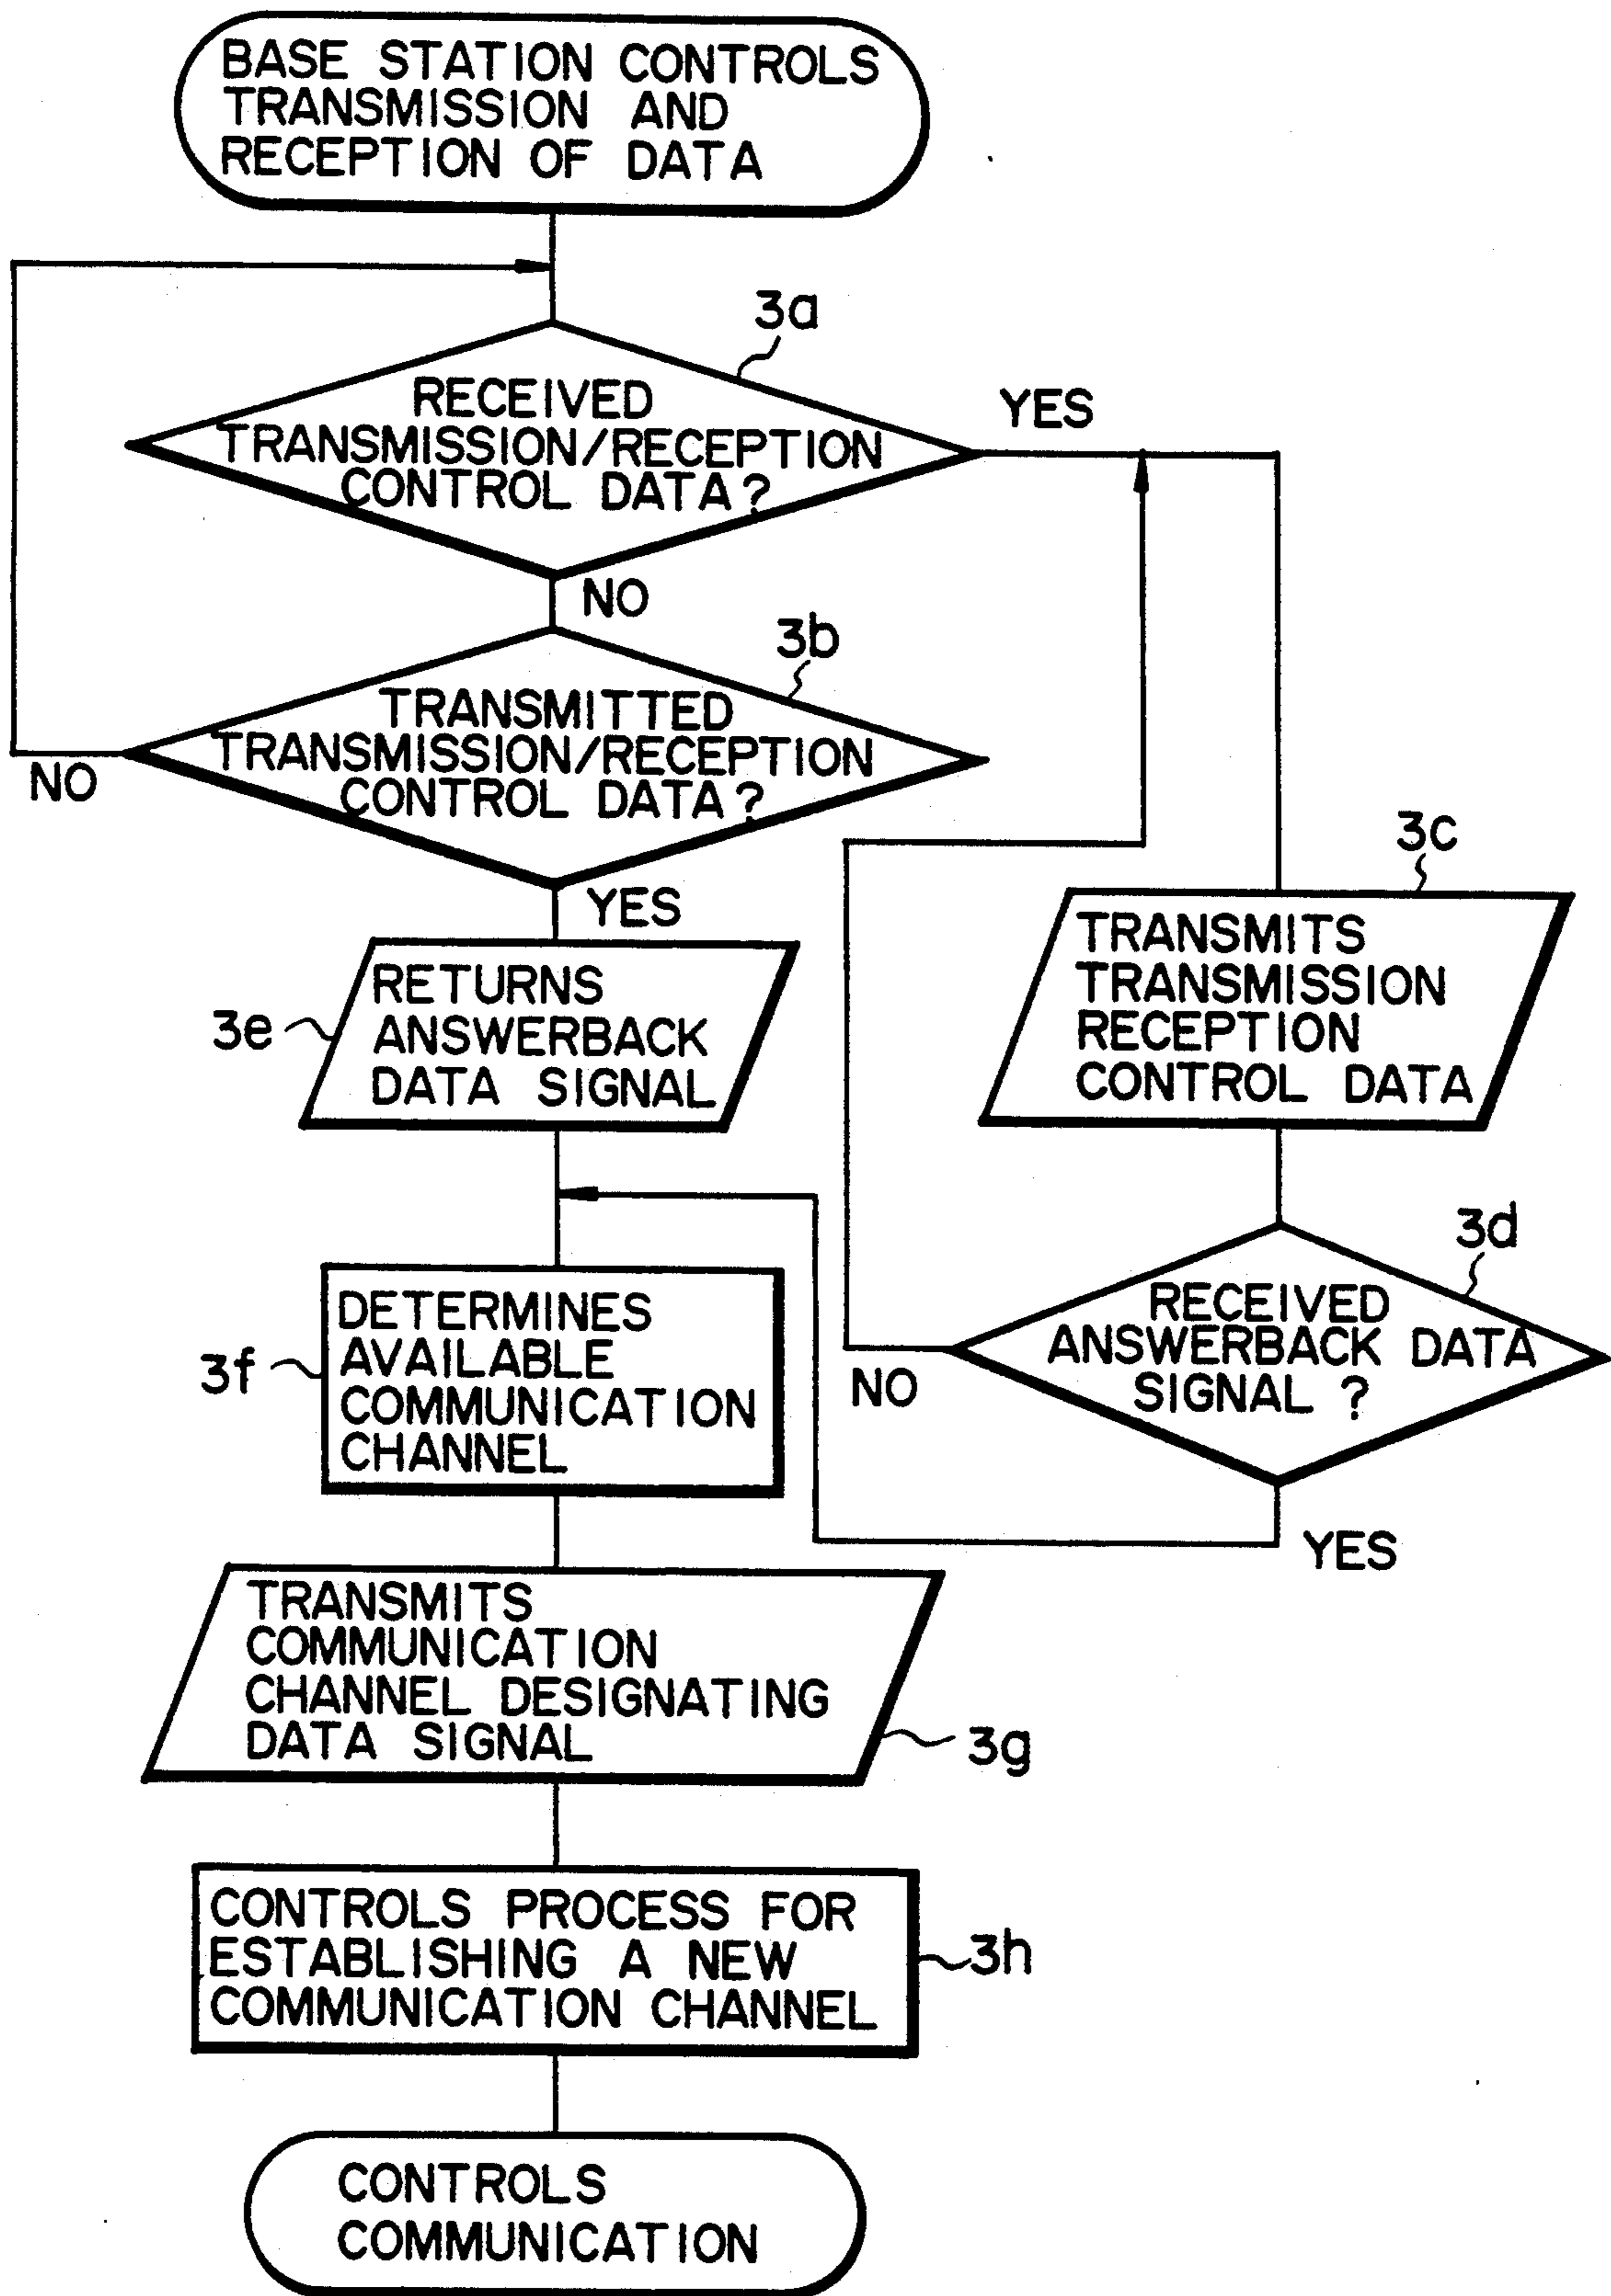 BASE STATION CONTROLS
TRANSMISSION AND
RECEPTION OF DATA
3a
RECEIVED
TRANSMISSION/RECEPTION
CONTROL DATA?
YES
NO
3b
TRANSMITTED
TRANSMISSION/RECEPTION
CONTROL DATA?
NO
YES
3c
TRANSMITS
TRANSMISSION
RECEPTION
CONTROL DATA
3e
RETURNS
ANSWERBACK
DATA SIGNAL
3d
RECEIVED
ANSWERBACK DATA
SIGNAL ?
NO
YES
3f
DETERMINES
AVAILABLE
COMMUNICATION
CHANNEL
TRANSMITS
COMMUNICATION
CHANNEL DESIGNATING
DATA SIGNAL
3g
CONTROLS PROCESS FOR
ESTABLISHING A NEW
COMMUNICATION CHANNEL
3h
CONTROLS
COMMUNICATION